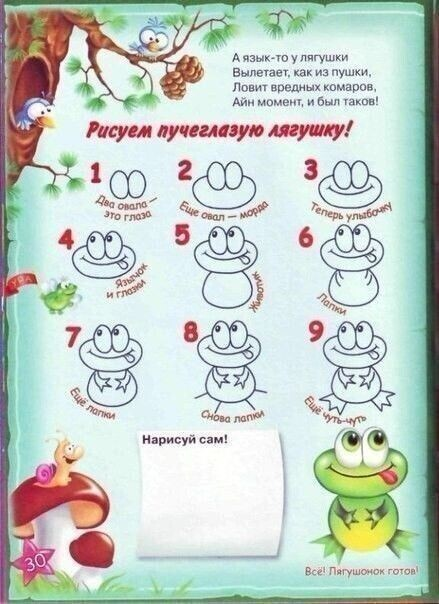 А язык-то у лягушки
Вылетает, как из пушки,
Ловит вредных комаров,
Айн момент, и был таков!
Рисуем пучеглазую лягушку!
1
Два овала —
это глаза
2
Еще овал — морда
3
Теперь улыбочку
4
Язычок
и глазки
5
Животик
6
Лапки
УРА
7
Ещё лапки
8
Снова лапки
9
Ещё чуть-чуть
Нарисуй сам!
30
Всё! Лягушонок готов!